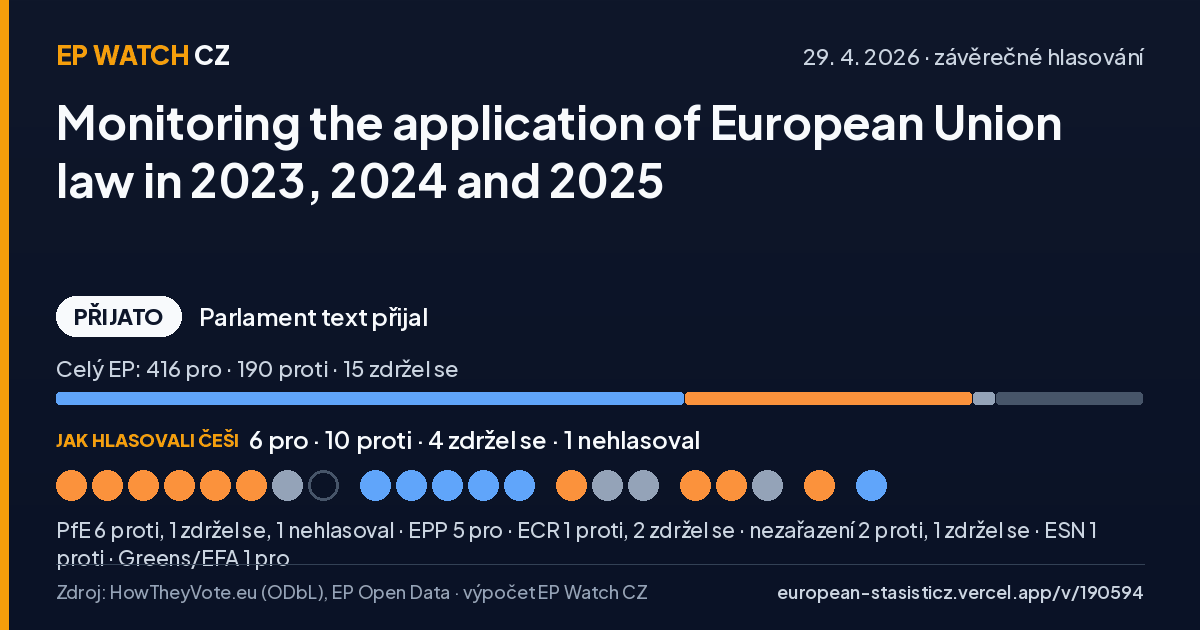 EP WATCH CZ
29. 4. 2026 · závěrečné hlasování
Monitoring the application of European Union
law in 2023, 2024 and 2025
PŘIJATO Parlament text přijal
Celý EP: 416 pro · 190 proti · 15 zdržel se
JAK HLASOVALI ČEŠI 6 pro · 10 proti · 4 zdržel se · 1 nehlasoval
PfE 6 proti, 1 zdržel se, 1 nehlasoval · EPP 5 pro · ECR 1 proti, 2 zdržel se · nezařazení 2 proti, 1 zdržel se · ESN 1
proti · Greens/EFA 1 pro
Zdroj: HowTheyVote.eu (ODbL), EP Open Data · výpočet EP Watch CZ
european-stasisticz.vercel.app/v/190594